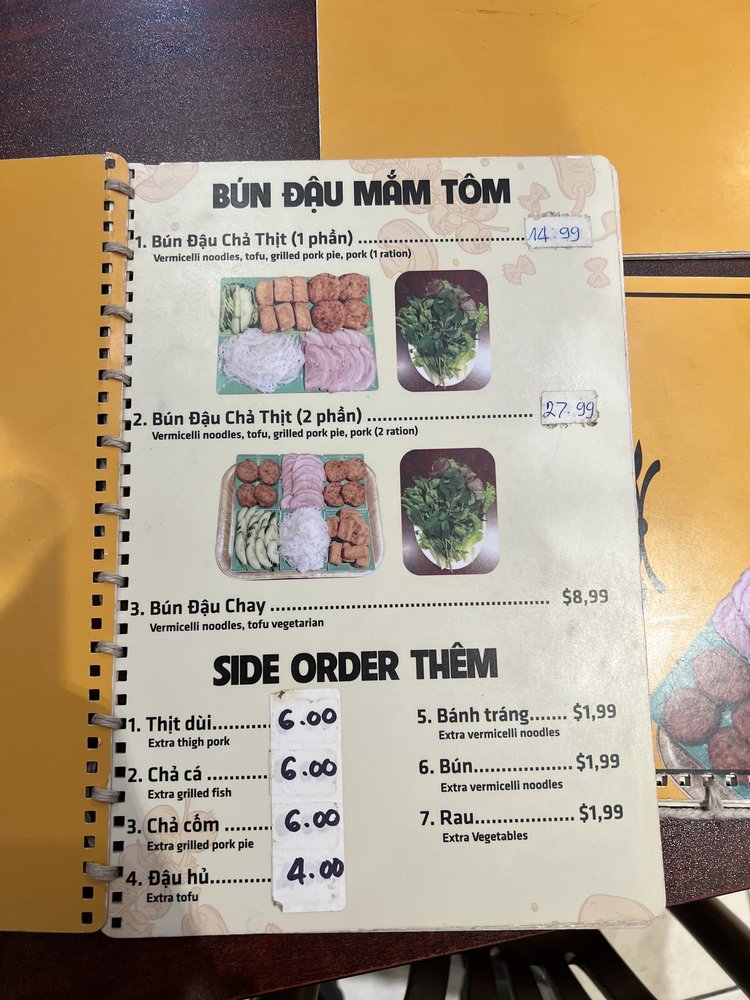 BÚN ĐẬU MẮM TÔM
1. Bún Đậu Chả Thịt (1 phần) ........................................ 14.99
Vermicelli noodles, tofu, grilled pork pie, pork (1 ration)
2. Bún Đậu Chả Thịt (2 phần) ........................................ 27.99
Vermicelli noodles, tofu, grilled pork pie, pork (2 ration)
3. Bún Đậu Chay ................................................................ $8,99
Vermicelli noodles, tofu vegetarian
SIDE ORDER THÊM
1. Thịt dùi............ 6.00
Extra thigh pork
2. Chả cá ............. 6.00
Extra grilled fish
3. Chả cốm .......... 6.00
Extra grilled pork pie
4. Đậu hủ............. 4.00
Extra tofu
5. Bánh tráng....... $1,99
Extra vermicelli noodles
6. Bún................... $1,99
Extra vermicelli noodles
7. Rau................... $1,99
Extra Vegetables